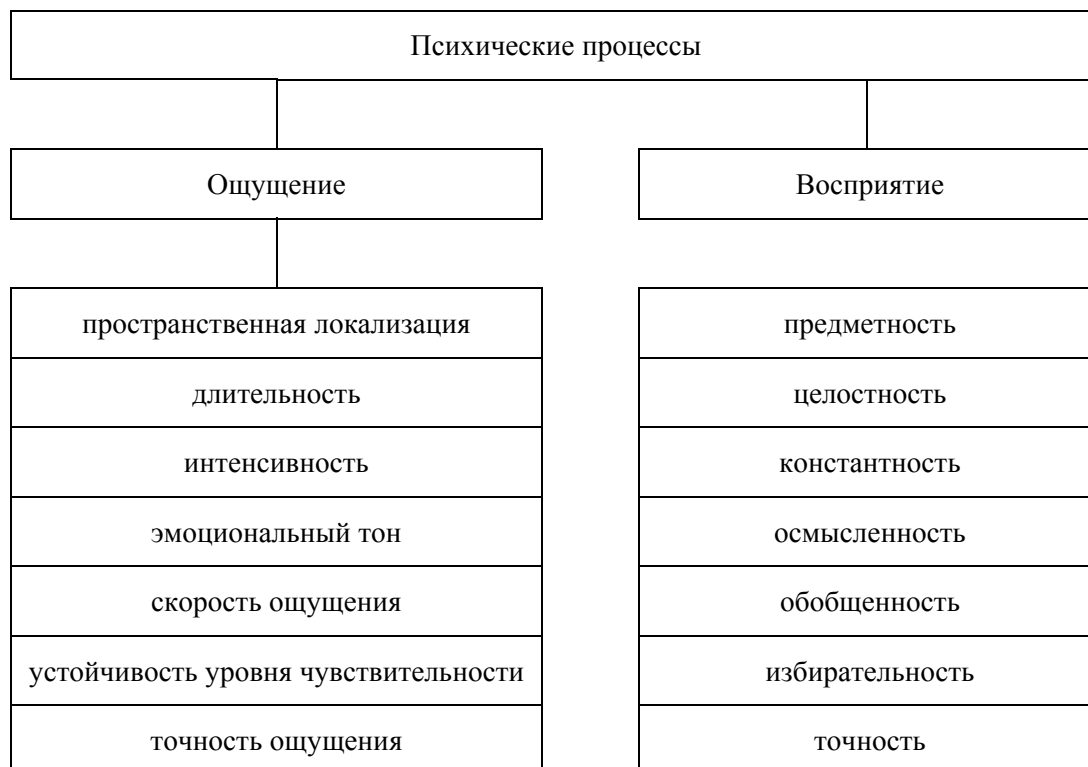 Психические процессы
Ощущение
Восприятие
пространственная локализация
предметность
длительность
целостность
интенсивность
константность
эмоциональный тон
осмысленность
скорость ощущения
обобщенность
устойчивость уровня чувствительности
избирательность
точность ощущения
точность